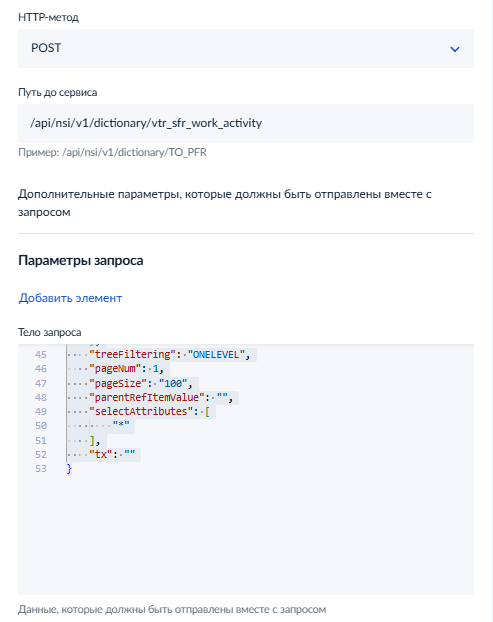 HTTP-метод
POST
Путь до сервиса
/api/nsi/v1/dictionary/vtr_sfr_work_activity
Пример: /api/nsi/v1/dictionary/TO_PFR
Дополнительные параметры, которые должны быть отправлены вместе с
запросом
Параметры запроса
Добавить элемент
Тело запроса
45 "treeFiltering": "ONELEVEL",
46 "pageNum": 1,
47 "pageSize": "100",
48 "parentRefItemValue": "",
49 "selectAttributes": [
50 "*"
51 ],
52 "tx": ""
53 }
Данные, которые должны быть отправлены вместе с запросом